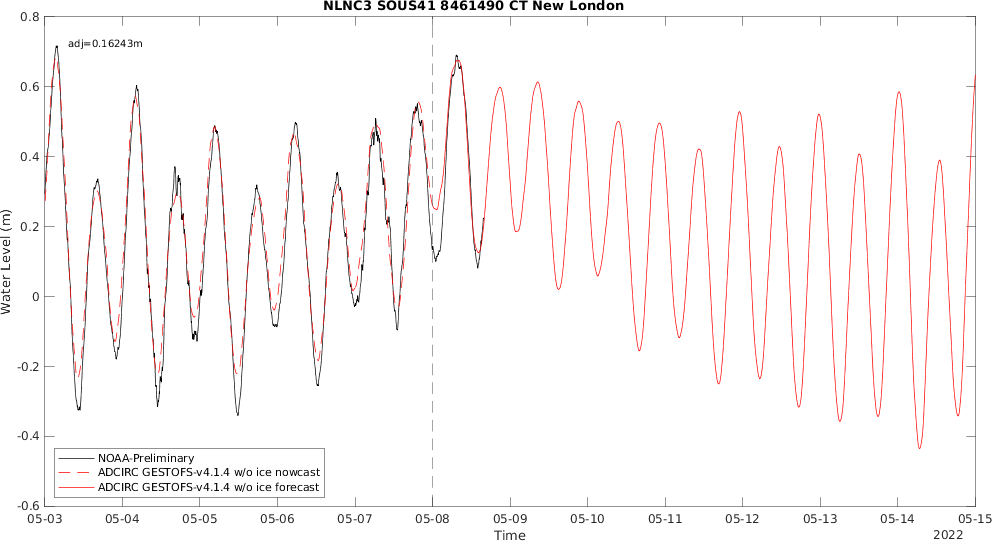 NLNC3 SOUS41 8461490 CT New London
adj=0.16243m
0.8
0.6
0.4
0.2
0
-0.2
-0.4
-0.6
Water Level (m)
NOAA-Preliminary
ADCIRC GESTOFS-v4.1.4 w/o ice nowcast
ADCIRC GESTOFS-v4.1.4 w/o ice forecast
05-03 05-04 05-05 05-06 05-07 05-08 05-09 05-10 05-11 05-12 05-13 05-14 05-15
Time
2022